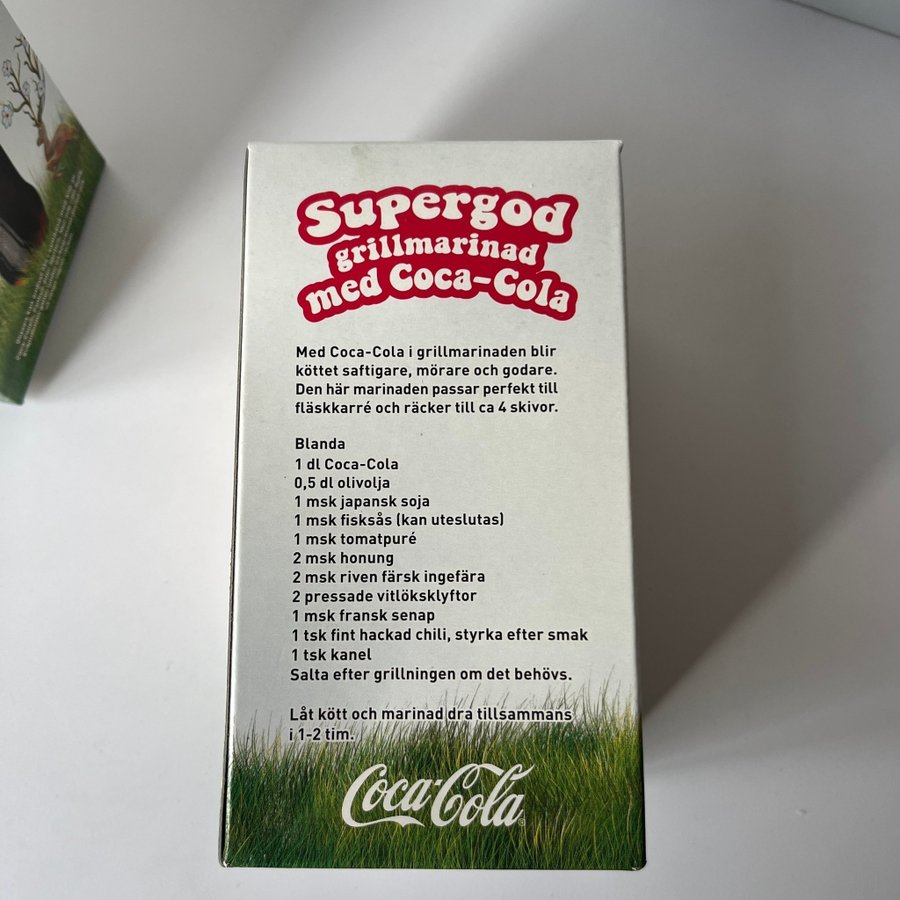 Supergod
grillmarinad
med Coca-Cola
Med Coca-Cola i grillmarinaden blir
köttet saftigare, mörare och godare.
Den här marinaden passar perfekt till
fläskkarré och räcker till ca 4 skivor.
Blanda
1 dl Coca-Cola
0,5 dl olivolja
1 msk japansk soja
1 msk fisksås (kan uteslutas)
1 msk tomatpuré
2 msk honung
2 msk riven färsk ingefära
2 pressade vitlöksklyftor
1 msk fransk senap
1 tsk fint hackad chili, styrka efter smak
1 tsk kanel
Salta efter grillningen om det behövs.
Låt kött och marinad dra tillsammans
i 1-2 tim.
Coca-Cola®